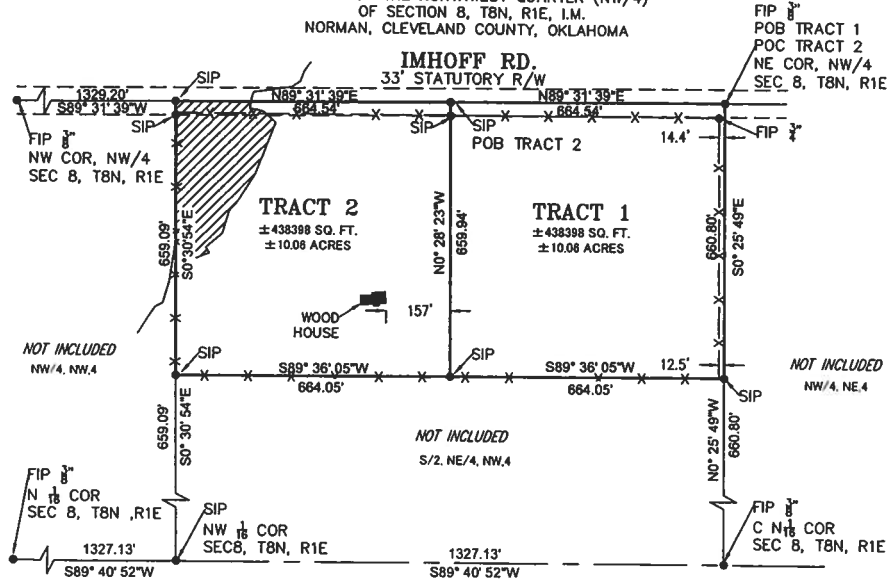 OF SECTION 8, T8N, R1E, I.M.
NORMAN, CLEVELAND COUNTY, OKLAHOMA
FIP 3/8"
POB TRACT 1
POC TRACT 2
NE COR, NW/4
SEC 8, T8N, R1E
IMHOFF RD.
33' STATUTORY R/W
1329.20'
S89° 31' 39"W
SIP
N89° 31' 39"E
664.54'
N89° 31' 39"E
664.54'
SIP
SIP
SIP
POB TRACT 2
14.4'
FIP 3/4"
FIP 3/8"
NW COR, NW/4
SEC 8, T8N, R1E
TRACT 2
±438398 SQ. FT.
±10.06 ACRES
TRACT 1
±438398 SQ. FT.
±10.06 ACRES
659.09'
S0° 30' 54"E
N0° 28' 23"W
659.94'
660.80'
S0° 25' 49"E
WOOD
HOUSE
157'
NOT INCLUDED
NW/4, NW,4
SIP
S89° 36' 05"W
664.05'
S89° 36' 05"W
664.05'
12.5'
SIP
NOT INCLUDED
NW/4, NE,4
659.09'
S0° 30' 54"E
NOT INCLUDED
S/2, NE/4, NW,4
N0° 25' 49"W
660.80'
FIP 3/8"
N 1/16 COR
SEC 8, T8N ,R1E
SIP
NW 1/16 COR
SEC8, T8N, R1E
FIP 3/8"
C N 1/16 COR
SEC 8, T8N, R1E
1327.13'
S89° 40' 52"W
1327.13'
S89° 40' 52"W